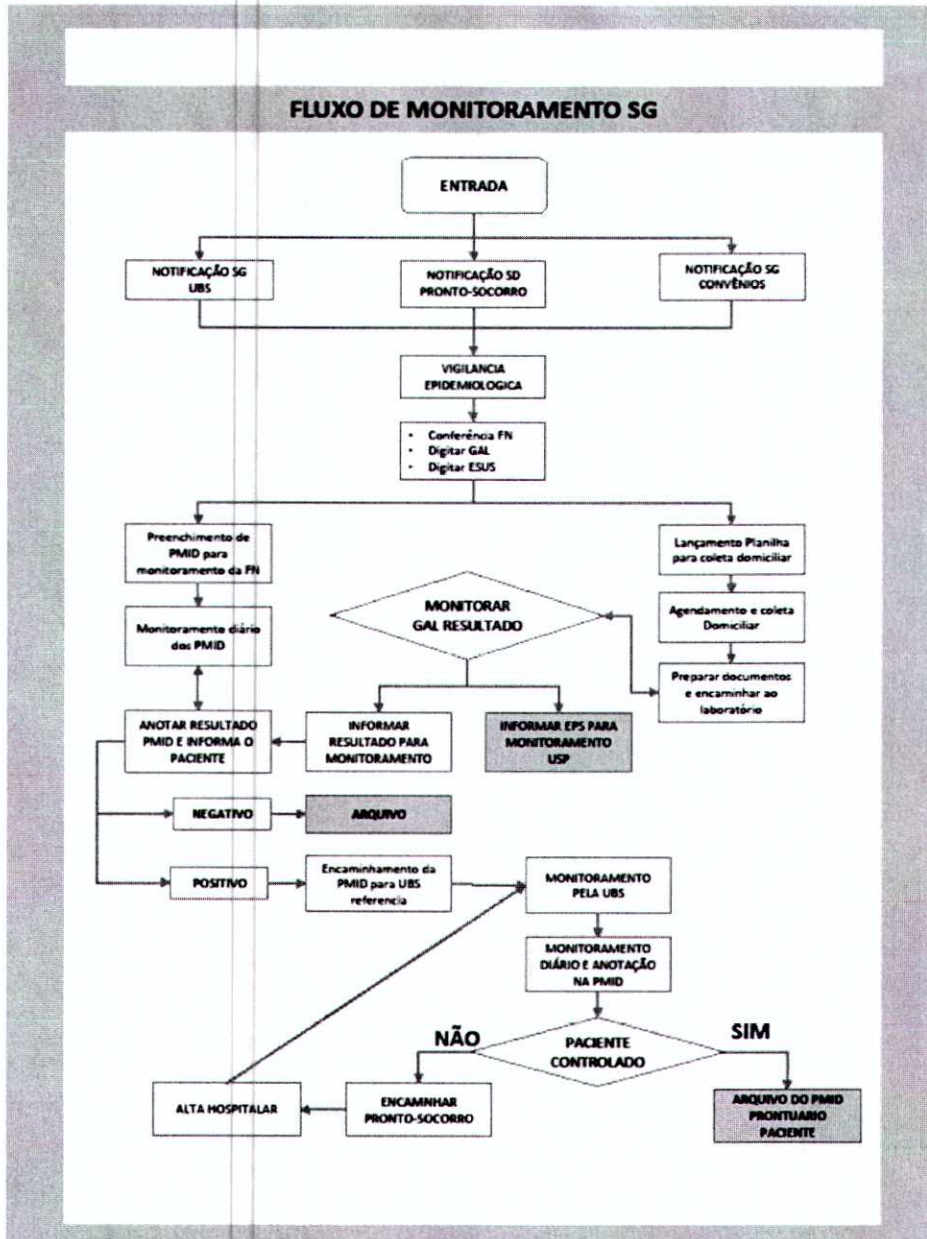 FLUXO DE MONITORAMENTO SG
ENTRADA
NOTIFICAÇÃO SG
UBS
NOTIFICAÇÃO SD
PRONTO-SOCORRO
NOTIFICAÇÃO SG
CONVÊNIOS
VIGILANCIA
EPIDEMIOLOGICA
• Conferência FN
• Digitar GAL
• Digitar ESUS
Preenchimento de
PMID para
monitoramento da FN
Lançamento Planilha
para coleta domiciliar
Monitoramento diário
dos PMID
MONITORAR
GAL RESULTADO
Agendamento e coleta
Domiciliar
Preparar documentos
e encaminhar ao
laboratório
ANOTAR RESULTADO
PMID E INFORMA O
PACIENTE
INFORMAR
RESULTADO PARA
MONITORAMENTO
INFORMAR EPS PARA
MONITORAMENTO
USP
NEGATIVO
ARQUIVO
POSITIVO
Encaminhamento da
PMID para UBS
referencia
MONITORAMENTO
PELA UBS
MONITORAMENTO
DIÁRIO E ANOTAÇÃO
NA PMID
NÃO
PACIENTE
CONTROLADO
SIM
ALTA HOSPITALAR
ENCAMNHAR
PRONTO-SOCORRO
ARQUIVO DO PMID
PRONTUARIO
PACIENTE